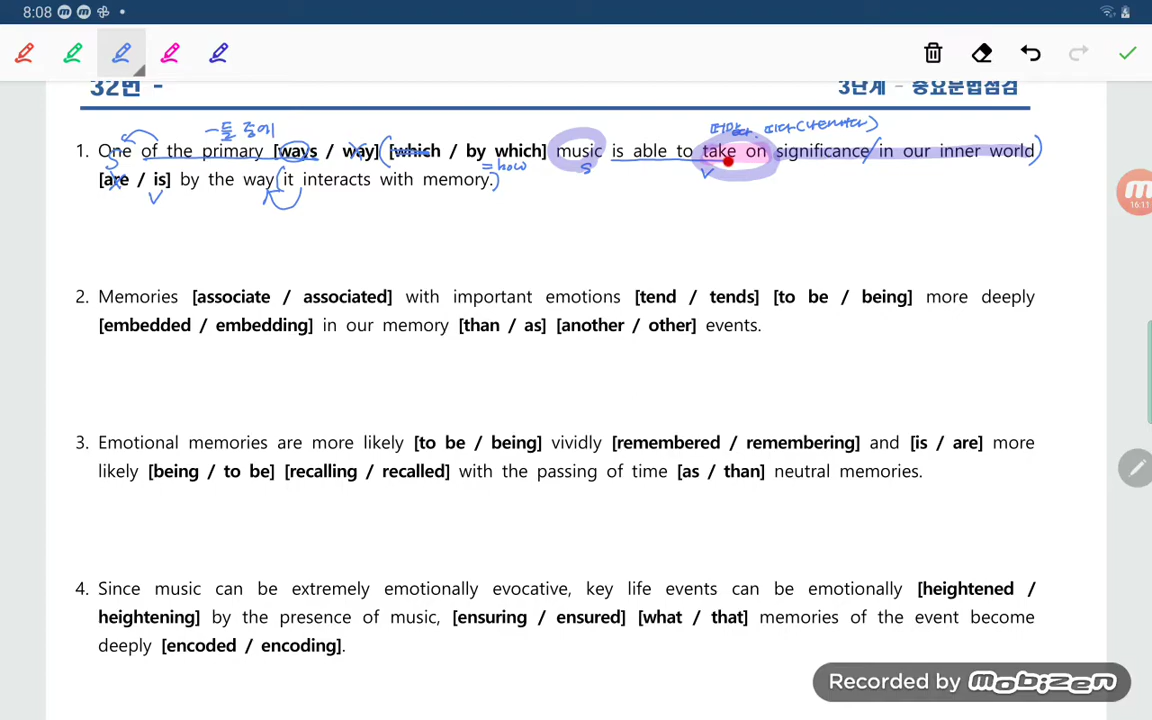 8:08
32번 -
3단계 - 중요문법점검
~들 중에
1. One of the primary [ways / way] [which / by which] music is able to take on significance in our inner world
S
= how
S
V
[are / is] by the way it interacts with memory.
V
2. Memories [associate / associated] with important emotions [tend / tends] [to be / being] more deeply
[embedded / embedding] in our memory [than / as] [another / other] events.
3. Emotional memories are more likely [to be / being] vividly [remembered / remembering] and [is / are] more
likely [being / to be] [recalling / recalled] with the passing of time [as / than] neutral memories.
4. Since music can be extremely emotionally evocative, key life events can be emotionally [heightened /
heightening] by the presence of music, [ensuring / ensured] [what / that] memories of the event become
deeply [encoded / encoding].
16:11
Recorded by mobizen